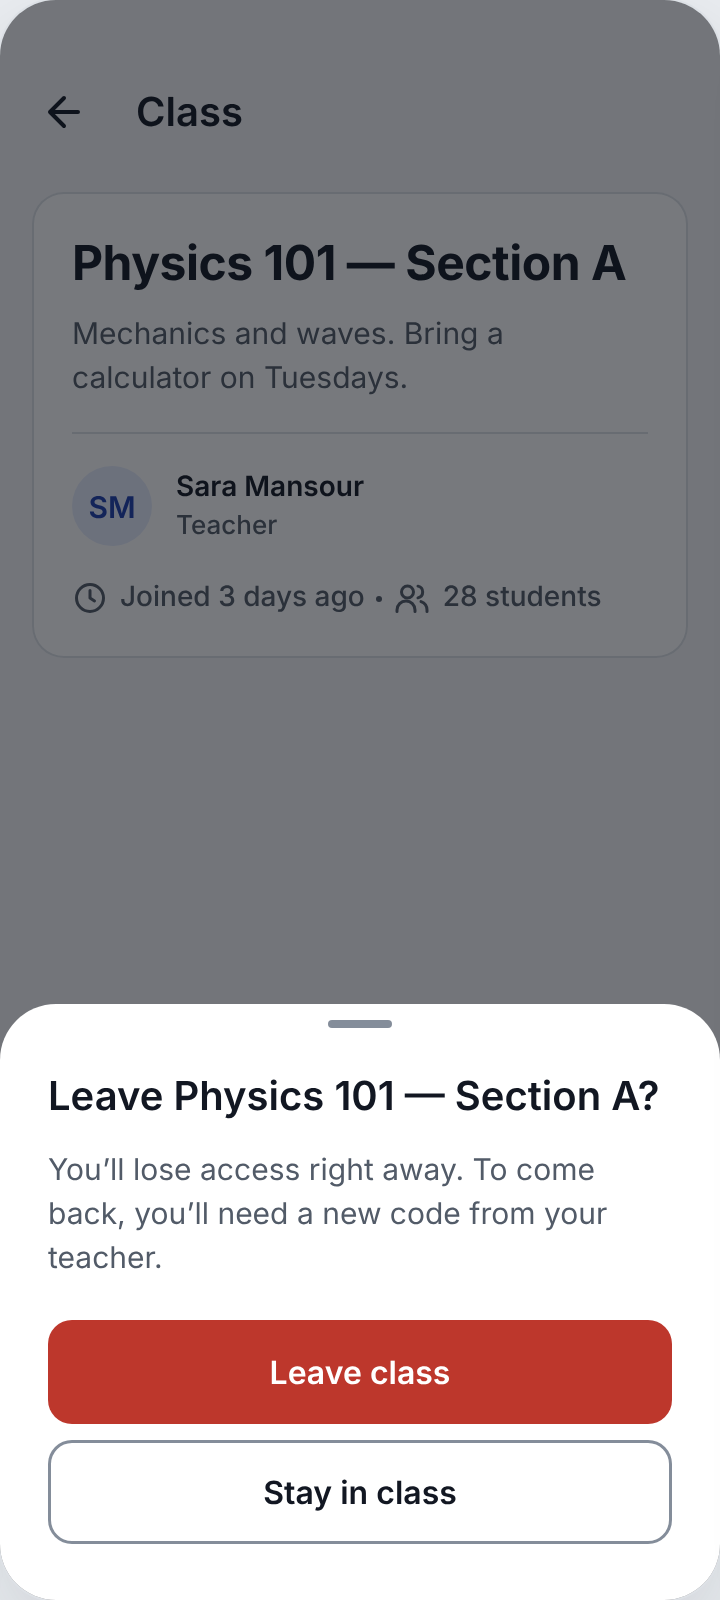 Class
Physics 101 — Section A
Mechanics and waves. Bring a
calculator on Tuesdays.
SM
Sara Mansour
Teacher
Joined 3 days ago • 28 students
Leave Physics 101 — Section A?
You’ll lose access right away. To come
back, you’ll need a new code from your
teacher.
Leave class
Stay in class